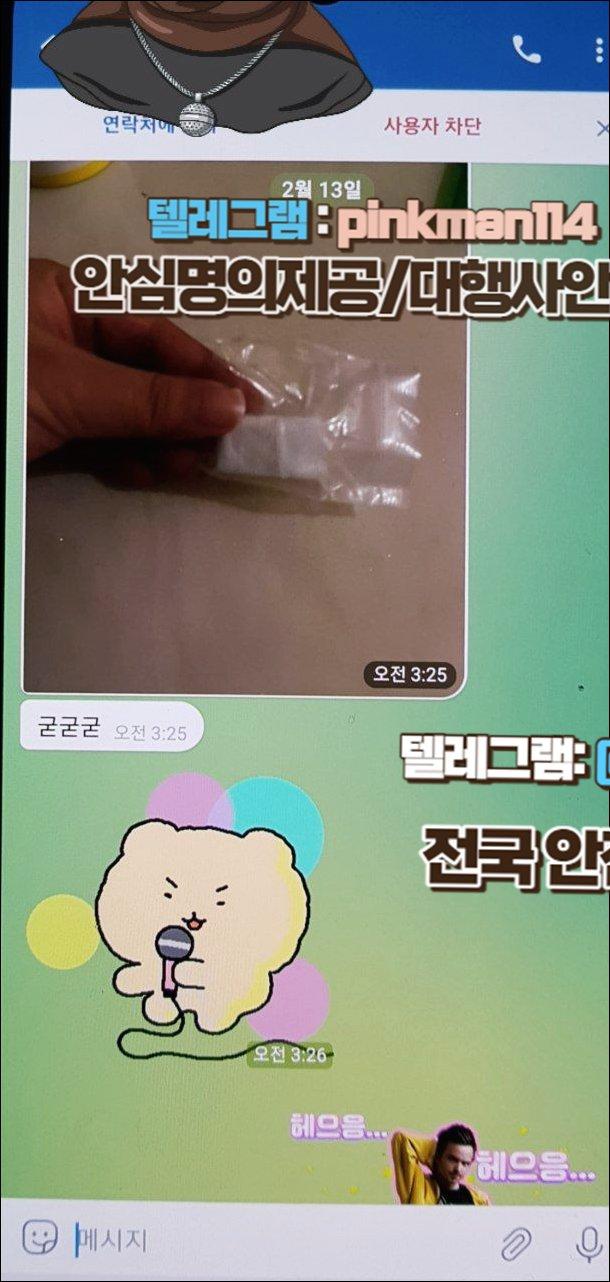 연락처에
사용자 차단
2월 13일
텔레그램 : pinkman114
안심명의제공/대행사안
오전 3:25
굳굳굳 오전 3:25
텔레그램:
전국 안
오전 3:26
헤으응...
헤으응...
메시지